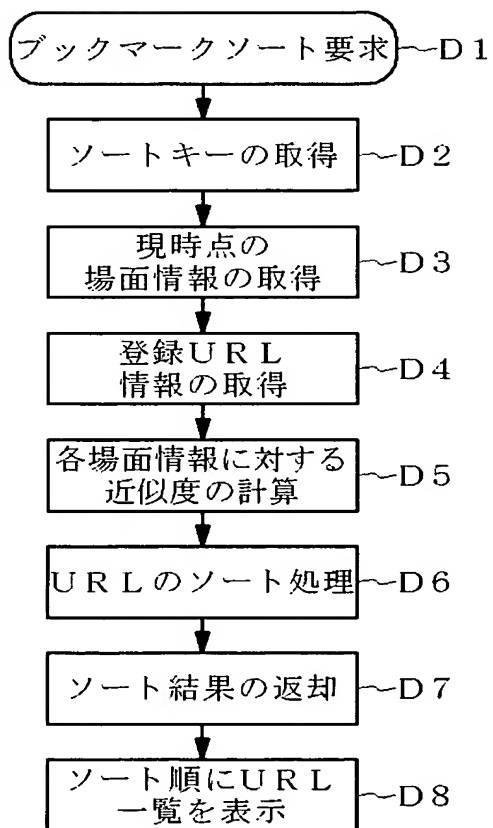 ブックマークソート要求 D1
ソートキーの取得 D2
現時点の
場面情報の取得 D3
登録URL
情報の取得 D4
各場面情報に対する
近似度の計算 D5
URLのソート処理 D6
ソート結果の返却 D7
ソート順にURL
一覧を表示 D8